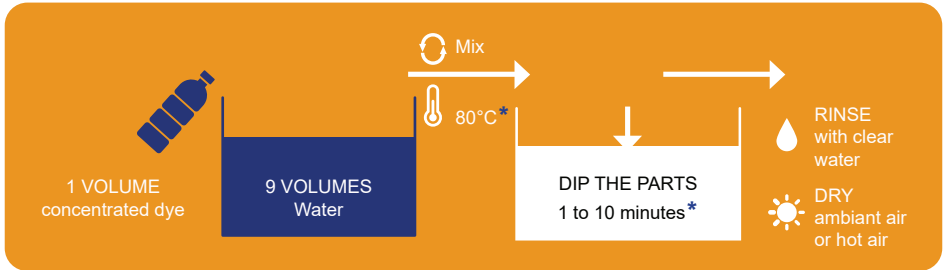 1 VOLUME
concentrated dye
9 VOLUMES
Water
Mix
80°C*
DIP THE PARTS
1 to 10 minutes*
RINSE
with clear
water
DRY
ambiant air
or hot air